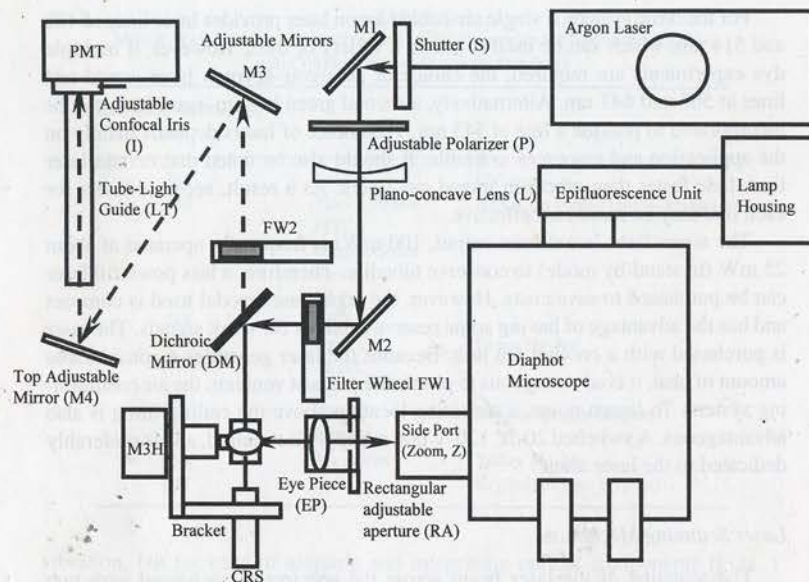 PMT
Adjustable Mirrors
M3
M1
Shutter (S)
Argon Laser
Adjustable
Confocal Iris
(I)
Tube-Light
Guide (LT)
Adjustable Polarizer (P)
Plano-concave Lens (L)
Epifluorescence Unit
Lamp
Housing
FW2
Dichroic
Mirror (DM)
M2
Filter Wheel FW1
Diaphot
Microscope
Top Adjustable
Mirror (M4)
M3H
Eye Piece
(EP)
Side Port
(Zoom, Z)
Rectangular
adjustable
aperture (RA)
Bracket
CRS